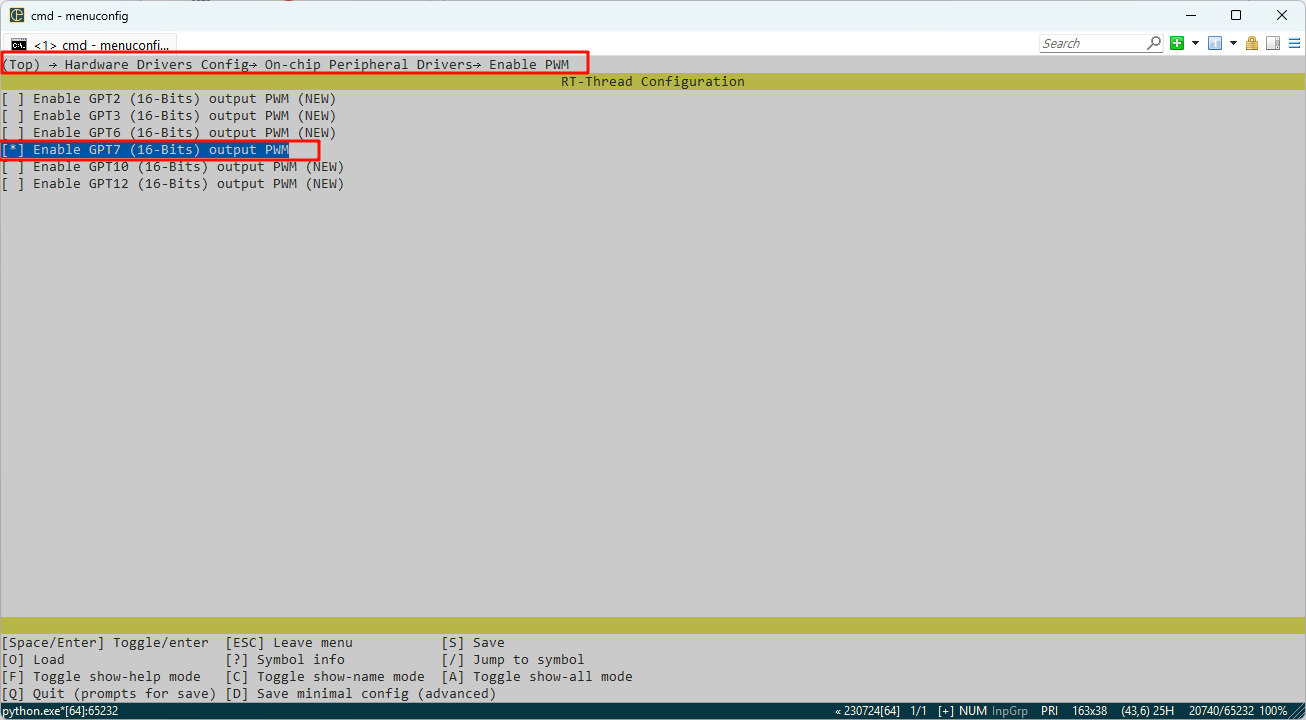 cmd - menuconfig
<1> cmd - menuconfi...
Search
(Top) → Hardware Drivers Config→ On-chip Peripheral Drivers→ Enable PWM
RT-Thread Configuration
[ ] Enable GPT2 (16-Bits) output PWM (NEW)
[ ] Enable GPT3 (16-Bits) output PWM (NEW)
[ ] Enable GPT6 (16-Bits) output PWM (NEW)
[*] Enable GPT7 (16-Bits) output PWM
[ ] Enable GPT10 (16-Bits) output PWM (NEW)
[ ] Enable GPT12 (16-Bits) output PWM (NEW)
[Space/Enter] Toggle/enter [ESC] Leave menu [S] Save
[O] Load [?] Symbol info [/] Jump to symbol
[F] Toggle show-help mode [C] Toggle show-name mode [A] Toggle show-all mode
[Q] Quit (prompts for save) [D] Save minimal config (advanced)
python.exe*[64]:65232 « 230724[64] 1/1 [+] NUM InpGrp PRI 163x38 (43,6) 25H 20740/65232 100%